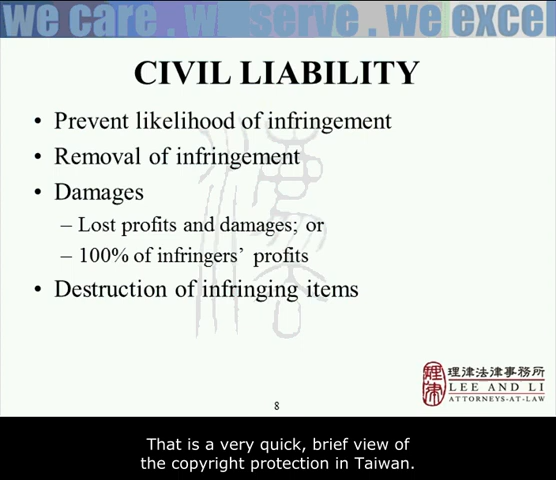 we care . we serve . we excel
CIVIL LIABILITY
• Prevent likelihood of infringement
• Removal of infringement
• Damages
– Lost profits and damages; or
– 100% of infringers’ profits
• Destruction of infringing items
理律
理律法律事務所
LEE AND LI
ATTORNEYS-AT-LAW
8
That is a very quick, brief view of
the copyright protection in Taiwan.